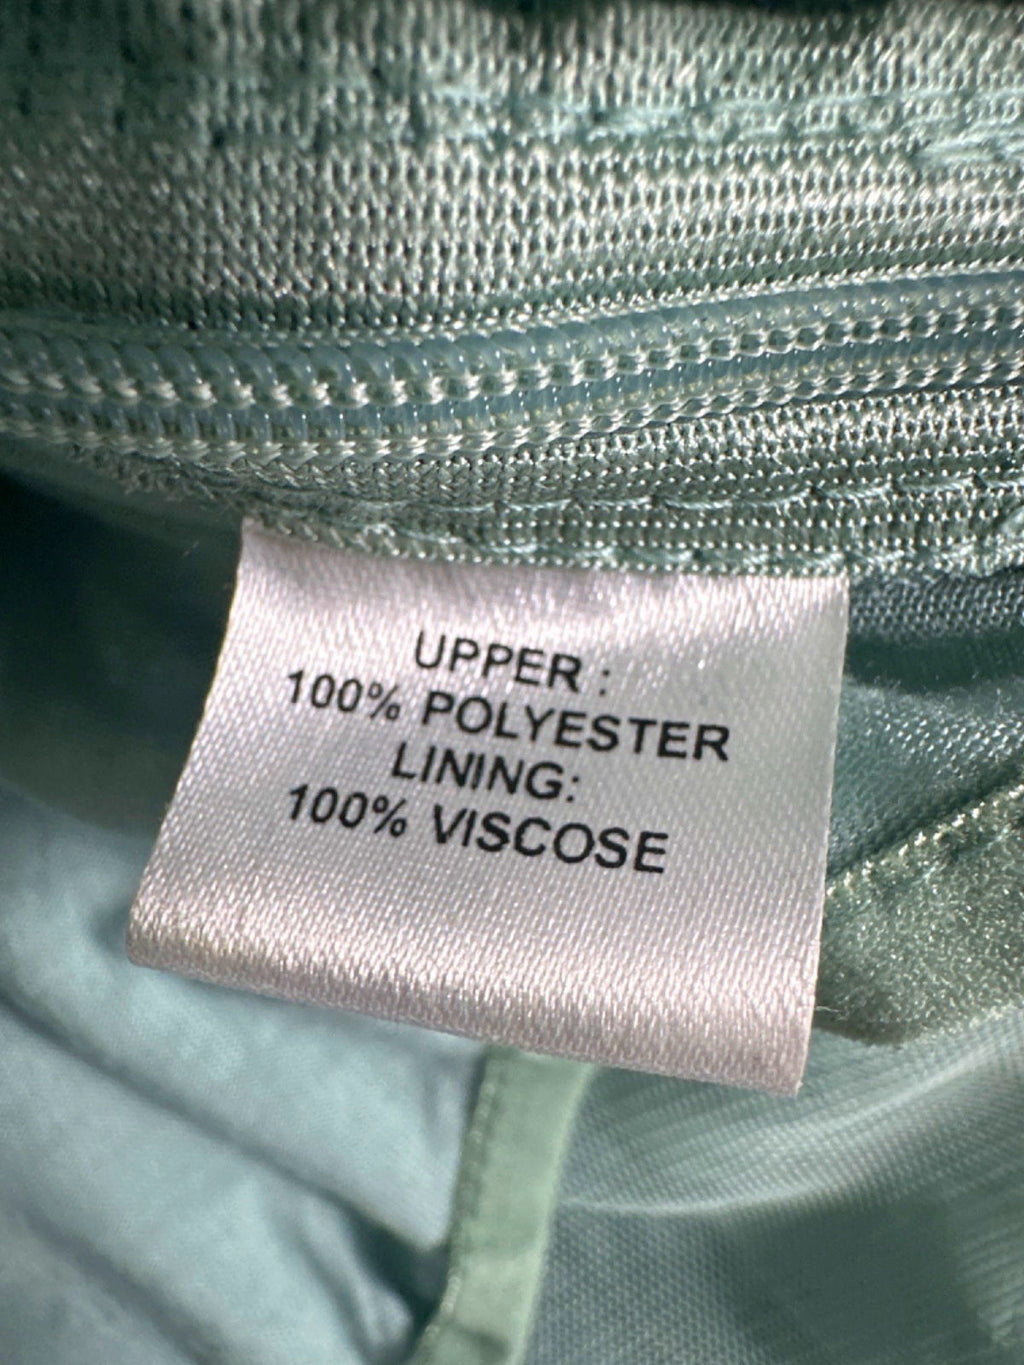 UPPER :
100% POLYESTER
LINING:
100% VISCOSE